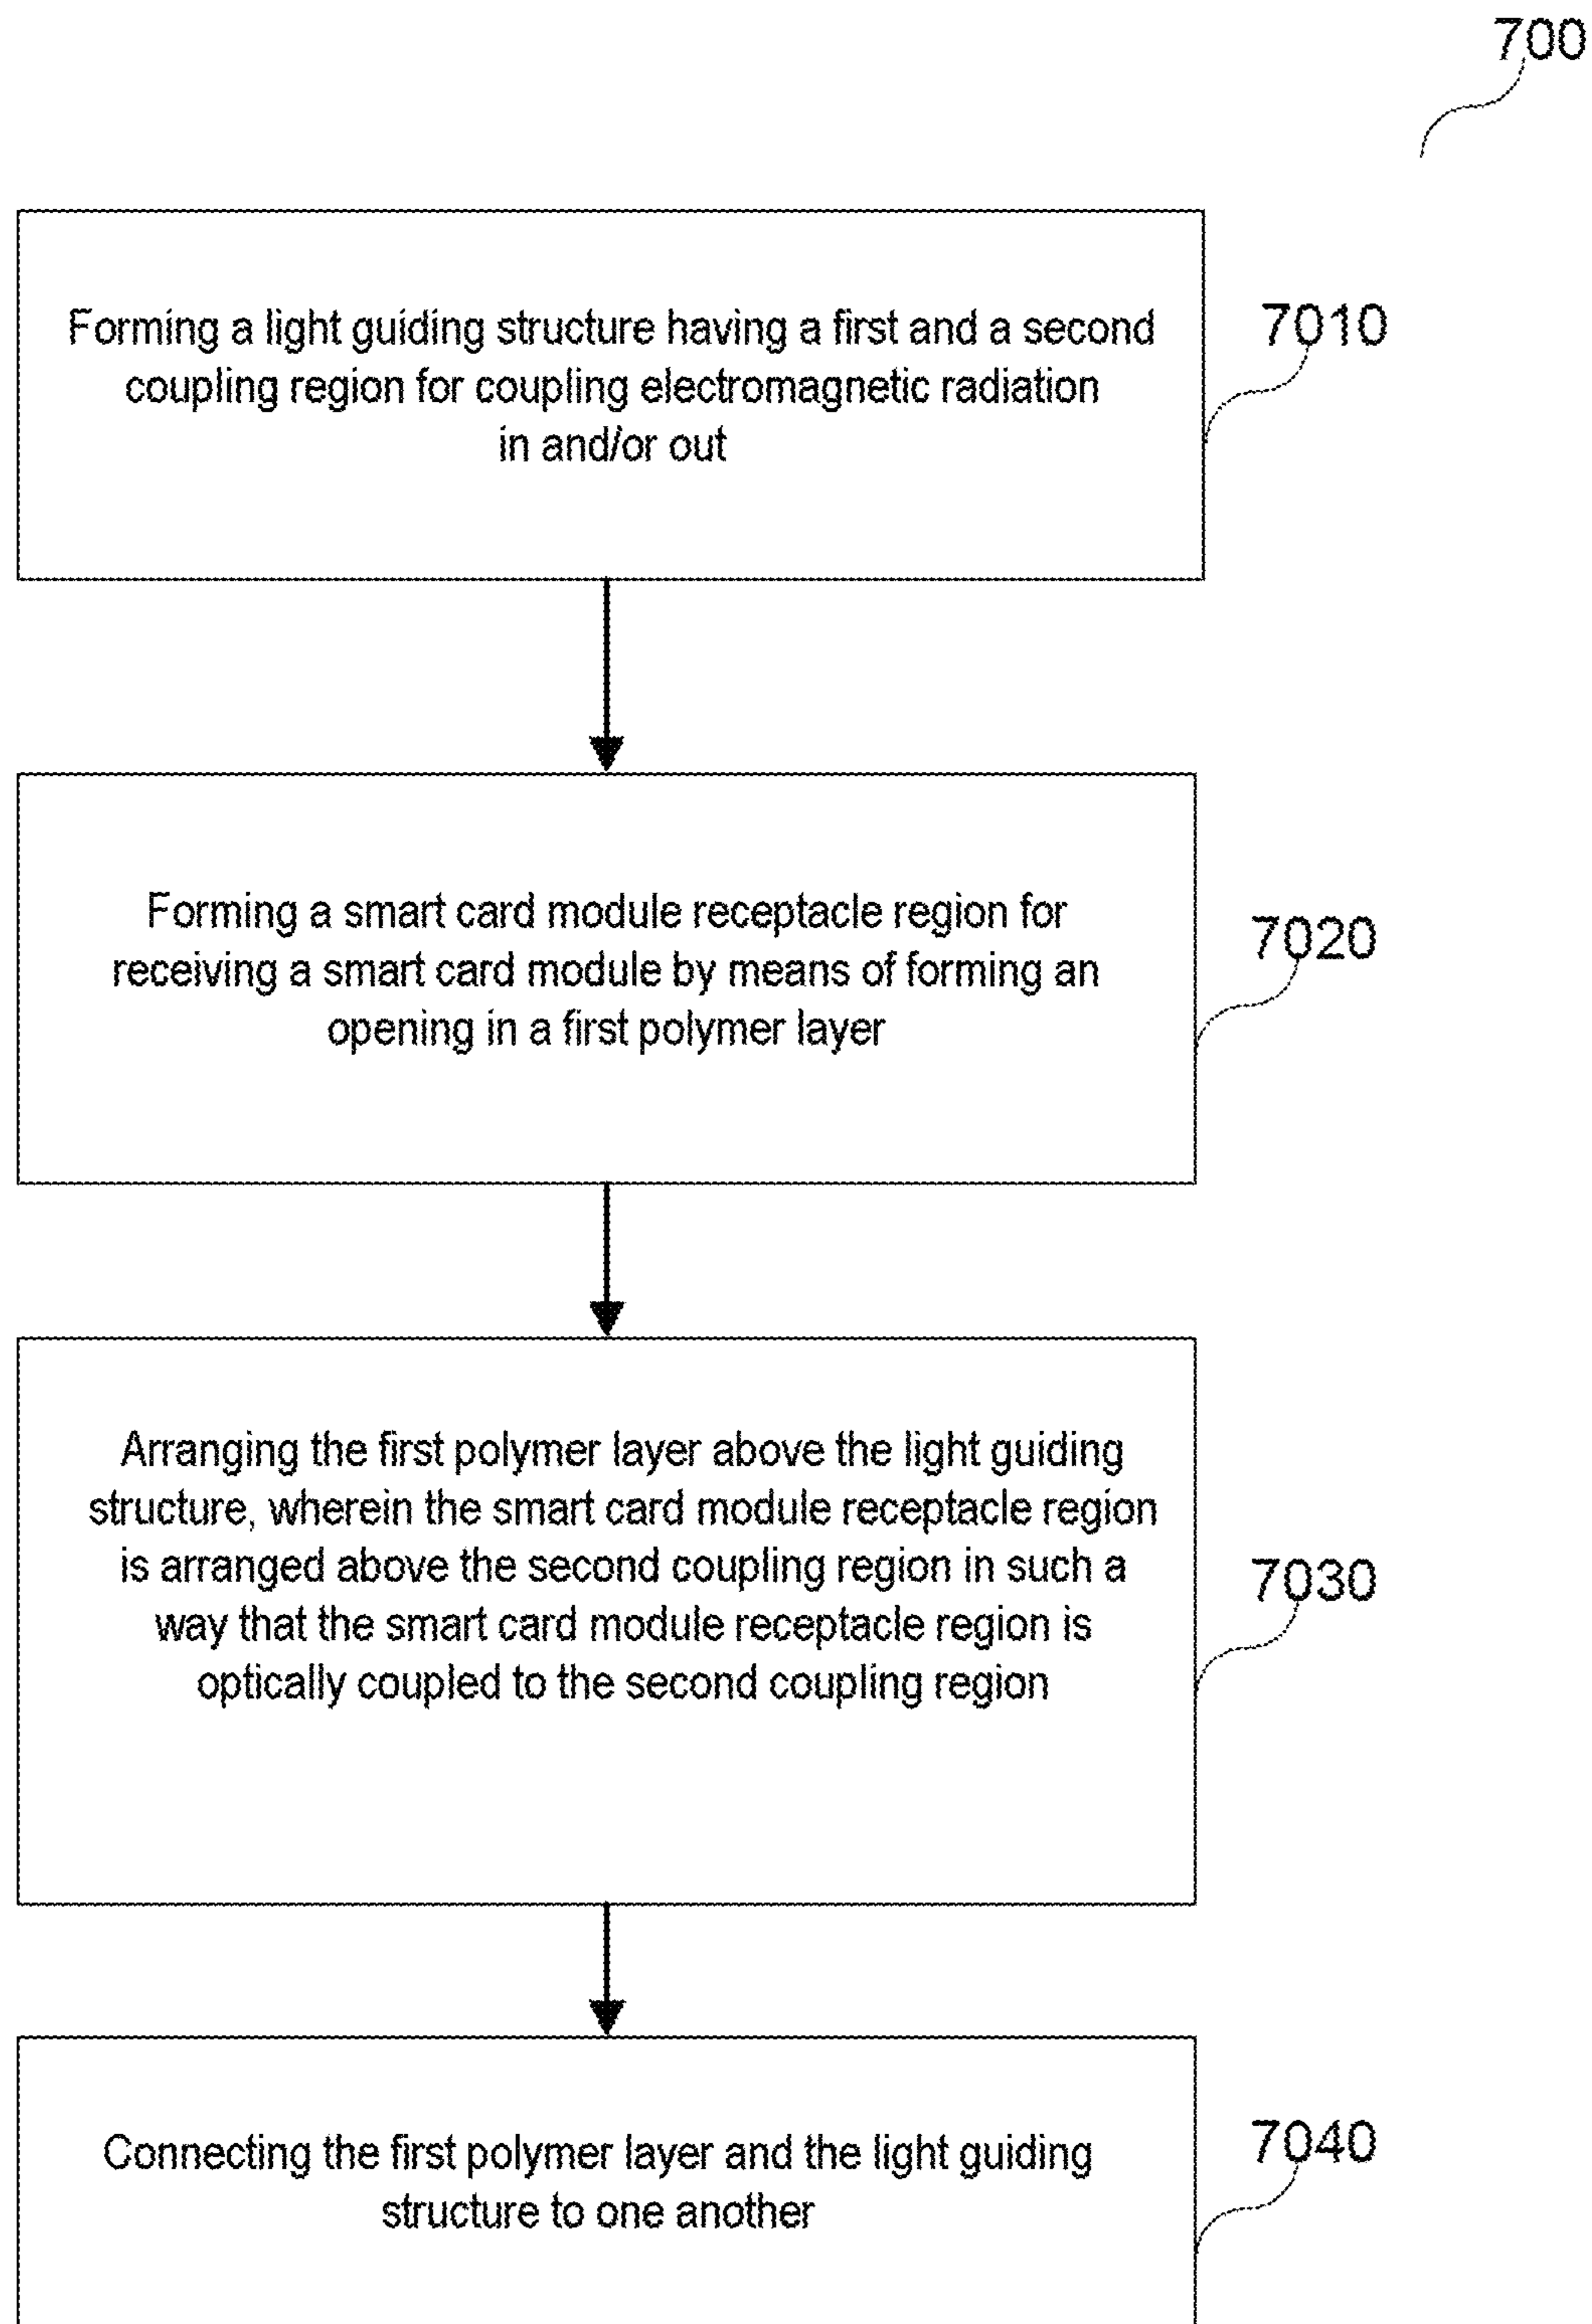 700
Forming a light guiding structure having a first and a second
coupling region for coupling electromagnetic radiation
in and/or out
7010
Forming a smart card module receptacle region for
receiving a smart card module by means of forming an
opening in a first polymer layer
7020
Arranging the first polymer layer above the light guiding
structure, wherein the smart card module receptacle region
is arranged above the second coupling region in such a
way that the smart card module receptacle region is
optically coupled to the second coupling region
7030
Connecting the first polymer layer and the light guiding
structure to one another
7040